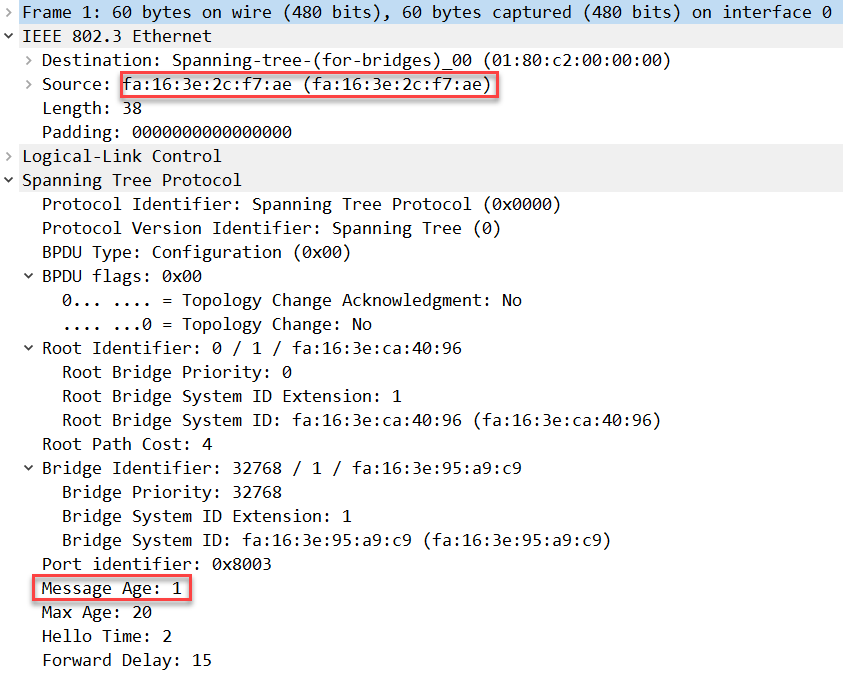 Frame 1: 60 bytes on wire (480 bits), 60 bytes captured (480 bits) on interface 0
IEEE 802.3 Ethernet
Destination: Spanning-tree-(for-bridges)_00 (01:80:c2:00:00:00)
Source: fa:16:3e:2c:f7:ae (fa:16:3e:2c:f7:ae)
Length: 38
Padding: 0000000000000000
Logical-Link Control
Spanning Tree Protocol
Protocol Identifier: Spanning Tree Protocol (0x0000)
Protocol Version Identifier: Spanning Tree (0)
BPDU Type: Configuration (0x00)
BPDU flags: 0x00
0... .... = Topology Change Acknowledgment: No
.... ...0 = Topology Change: No
Root Identifier: 0 / 1 / fa:16:3e:ca:40:96
Root Bridge Priority: 0
Root Bridge System ID Extension: 1
Root Bridge System ID: fa:16:3e:ca:40:96 (fa:16:3e:ca:40:96)
Root Path Cost: 4
Bridge Identifier: 32768 / 1 / fa:16:3e:95:a9:c9
Bridge Priority: 32768
Bridge System ID Extension: 1
Bridge System ID: fa:16:3e:95:a9:c9 (fa:16:3e:95:a9:c9)
Port identifier: 0x8003
Message Age: 1
Max Age: 20
Hello Time: 2
Forward Delay: 15